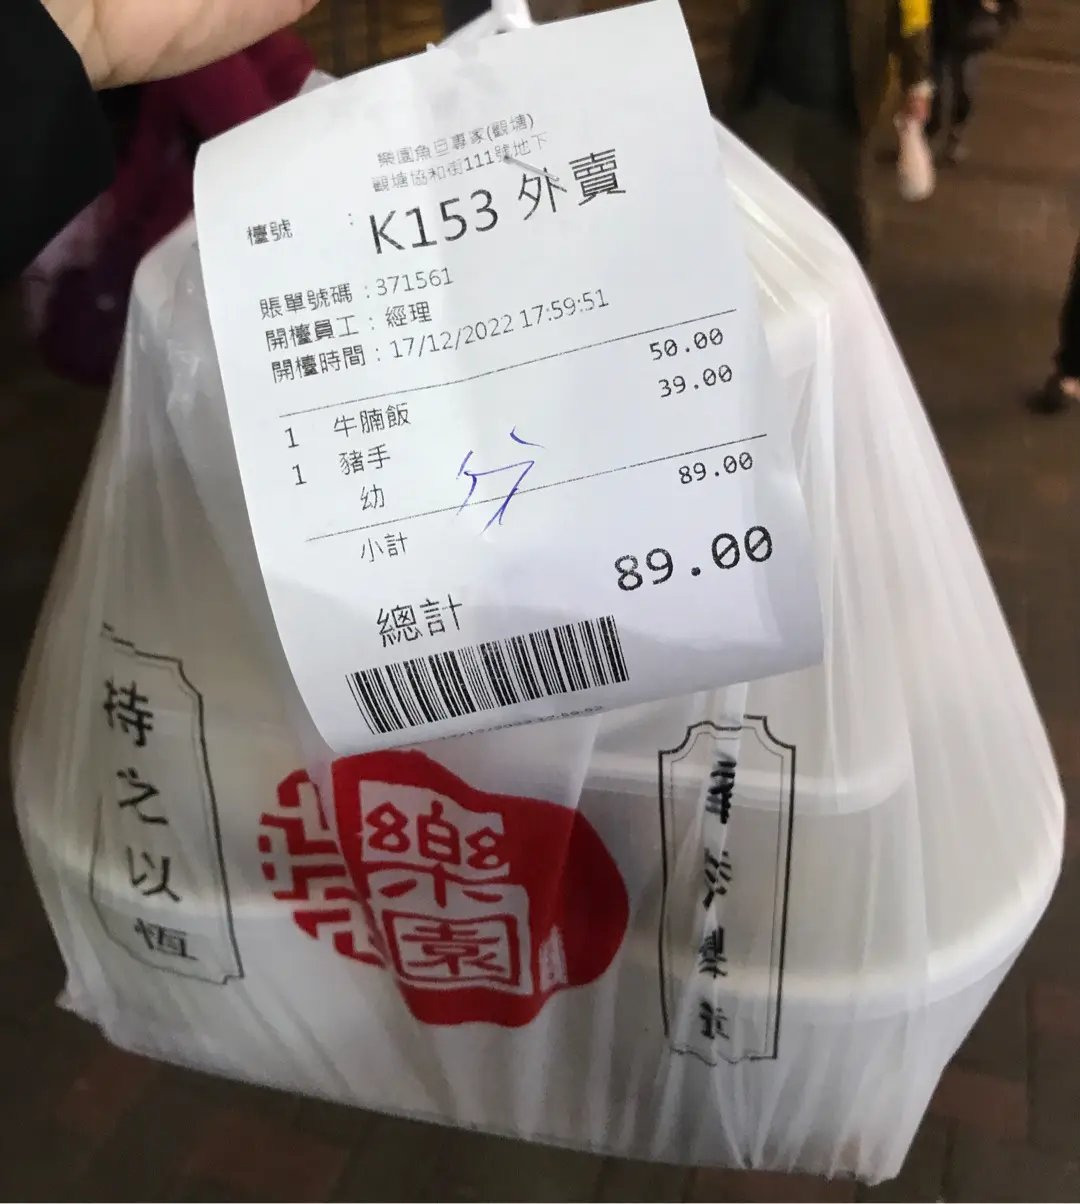 樂園魚旦專家(觀塘)
觀塘協和街111號地下
檯號 : K153 外賣
賬單號碼 : 371561
開檯員工 : 經理
開檯時間 : 17/12/2022 17:59:51
1 牛腩飯 50.00
1 豬手 39.00
幼
小計 89.00
總計 89.00
持之以恆
樂園